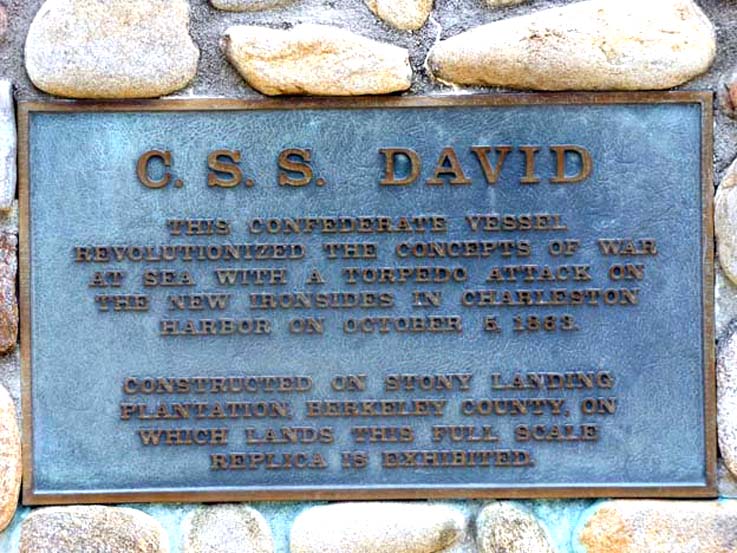 C. S. S. DAVID
THIS CONFEDERATE VESSEL
REVOLUTIONIZED THE CONCEPTS OF WAR
AT SEA WITH A TORPEDO ATTACK ON
THE NEW IRONSIDES IN CHARLESTON
HARBOR ON OCTOBER 5, 1863.
CONSTRUCTED ON STONY LANDING
PLANTATION, BERKELEY COUNTY, ON
WHICH LANDS THIS FULL SCALE
REPLICA IS EXHIBITED.